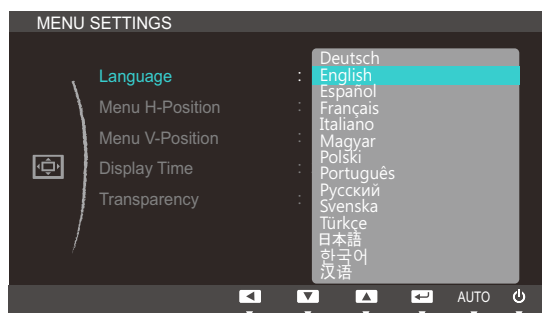 MENU SETTINGS
Language :
Menu H-Position :
Menu V-Position :
Display Time :
Transparency :
Deutsch
English
Español
Français
Italiano
Magyar
Polski
Português
Русский
Svenska
Türkçe
日本語
한국어
汉语
AUTO